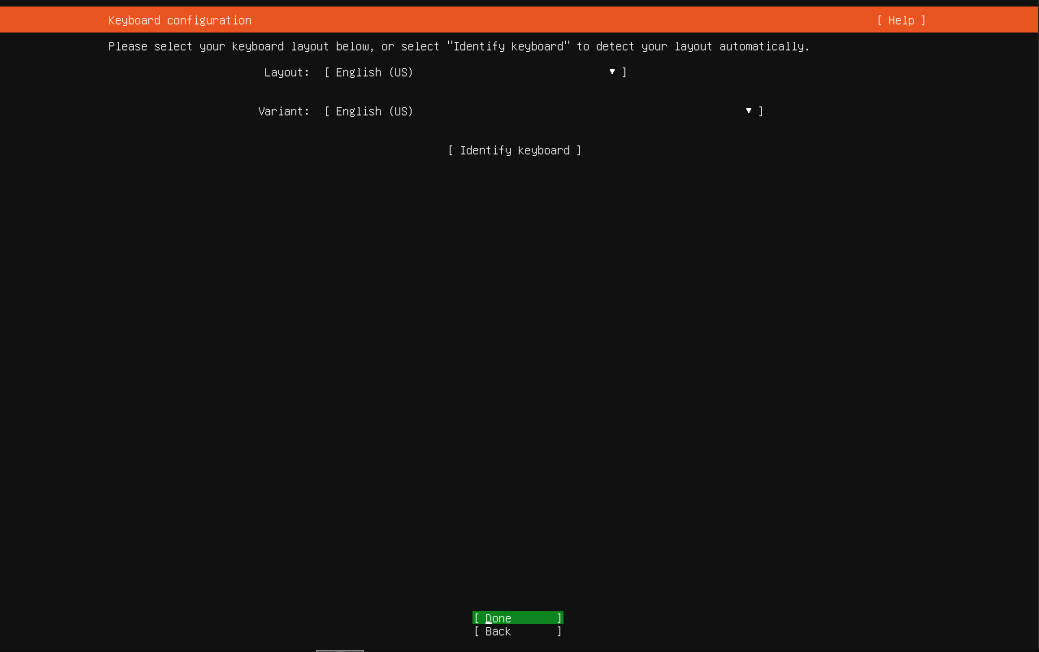 Keyboard configuration [ Help ]
Please select your keyboard layout below, or select "Identify keyboard" to detect your layout automatically.
Layout: [ English (US) ▼ ]
Variant: [ English (US) ▼ ]
[ Identify keyboard ]
[ Done ]
[ Back ]